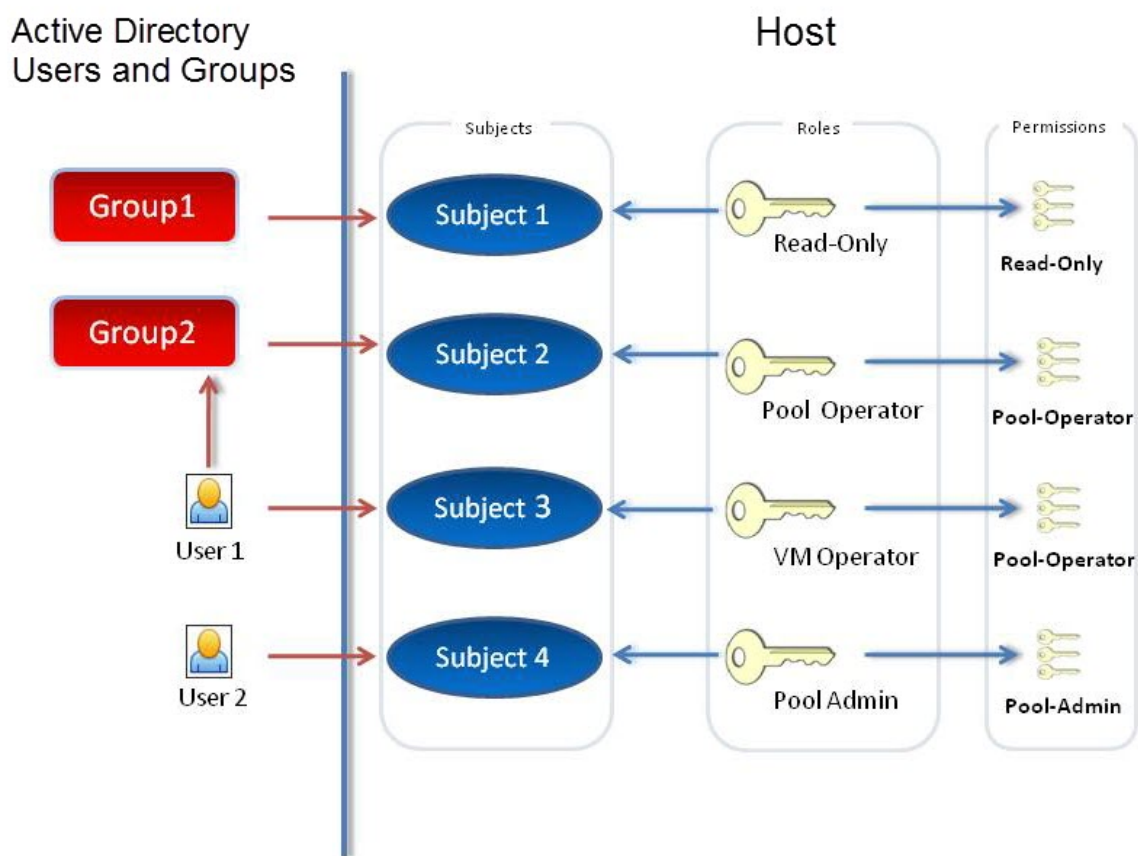 Active Directory
Users and Groups
Host
Subjects
Roles
Permissions
Group1
Subject 1
Read-Only
Read-Only
Group2
Subject 2
Pool Operator
Pool-Operator
User 1
Subject 3
VM Operator
Pool-Operator
User 2
Subject 4
Pool Admin
Pool-Admin